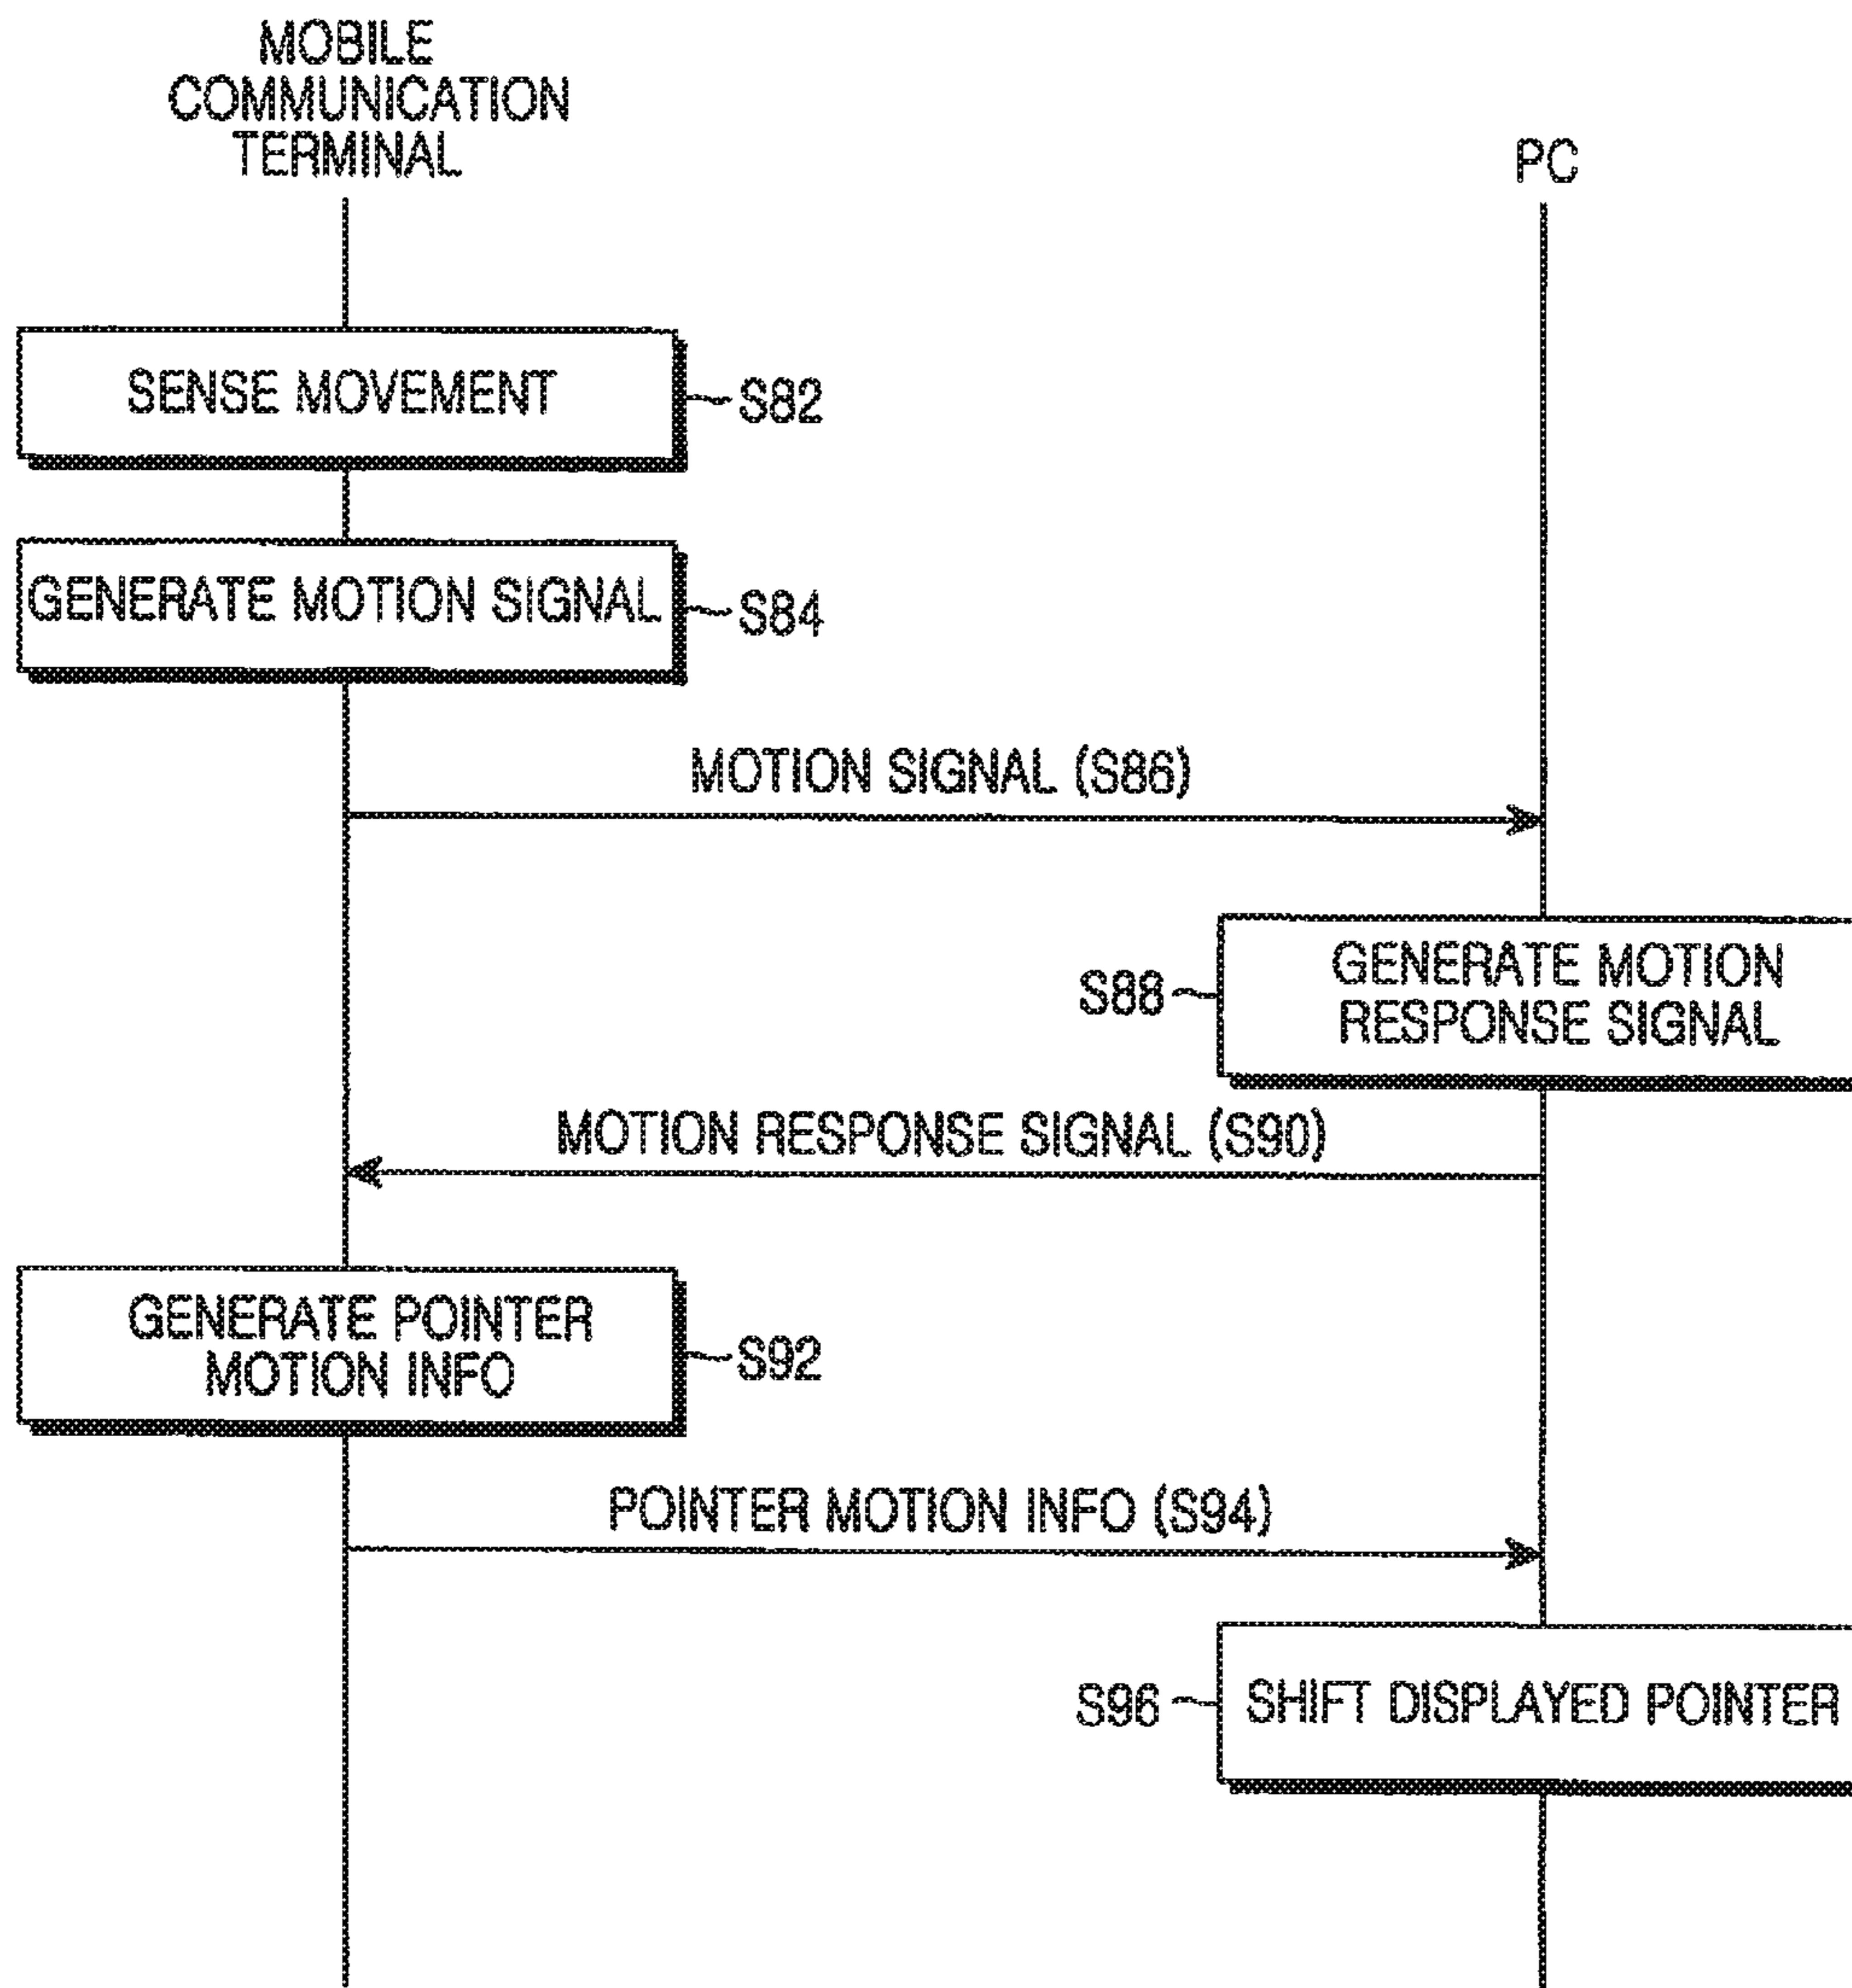 MOBILE
COMMUNICATION
TERMINAL
PC
SENSE MOVEMENT
S82
GENERATE MOTION SIGNAL
S84
MOTION SIGNAL (S86)
S88
GENERATE MOTION
RESPONSE SIGNAL
MOTION RESPONSE SIGNAL (S90)
GENERATE POINTER
MOTION INFO
S92
POINTER MOTION INFO (S94)
S96
SHIFT DISPLAYED POINTER